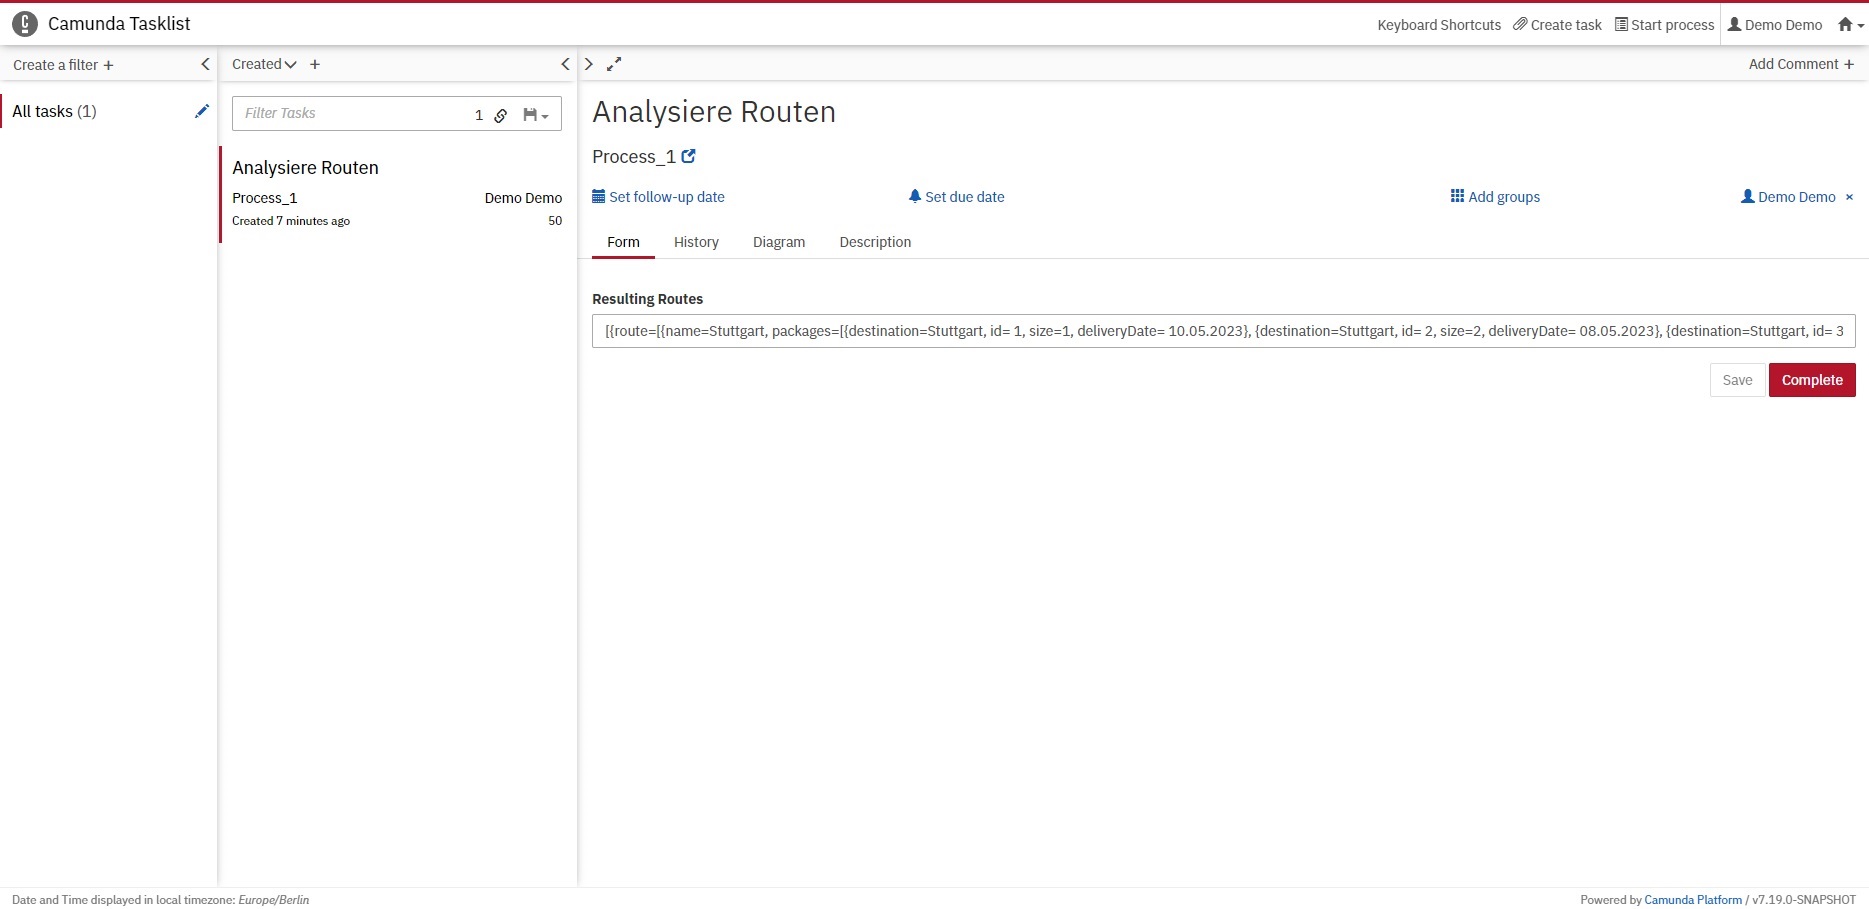 Camunda Tasklist
Keyboard Shortcuts Create task Start process Demo Demo
Create a filter +
Created +
Add Comment +
All tasks (1)
Filter Tasks 1
Analysiere Routen
Process_1 Demo Demo
Created 7 minutes ago 50
Analysiere Routen
Process_1
Set follow-up date Set due date Add groups Demo Demo ×
Form History Diagram Description
Resulting Routes
[{route=[{name=Stuttgart, packages=[{destination=Stuttgart, id= 1, size=1, deliveryDate= 10.05.2023}, {destination=Stuttgart, id= 2, size=2, deliveryDate= 08.05.2023}, {destination=Stuttgart, id= 3
Save Complete
Date and Time displayed in local timezone: Europe/Berlin
Powered by Camunda Platform / v7.19.0-SNAPSHOT